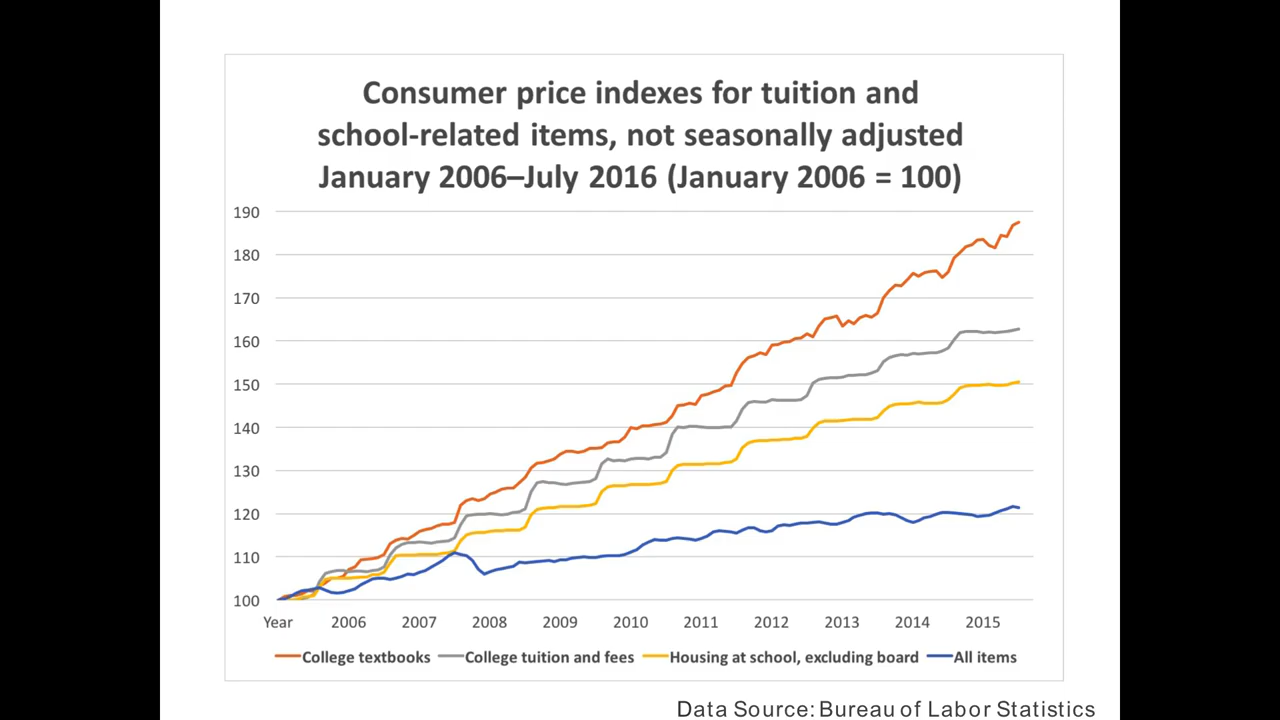 Consumer price indexes for tuition and
school-related items, not seasonally adjusted
January 2006–July 2016 (January 2006 = 100)
190
180
170
160
150
140
130
120
110
100
Year 2006 2007 2008 2009 2010 2011 2012 2013 2014 2015
College textbooks College tuition and fees Housing at school, excluding board All items
Data Source: Bureau of Labor Statistics